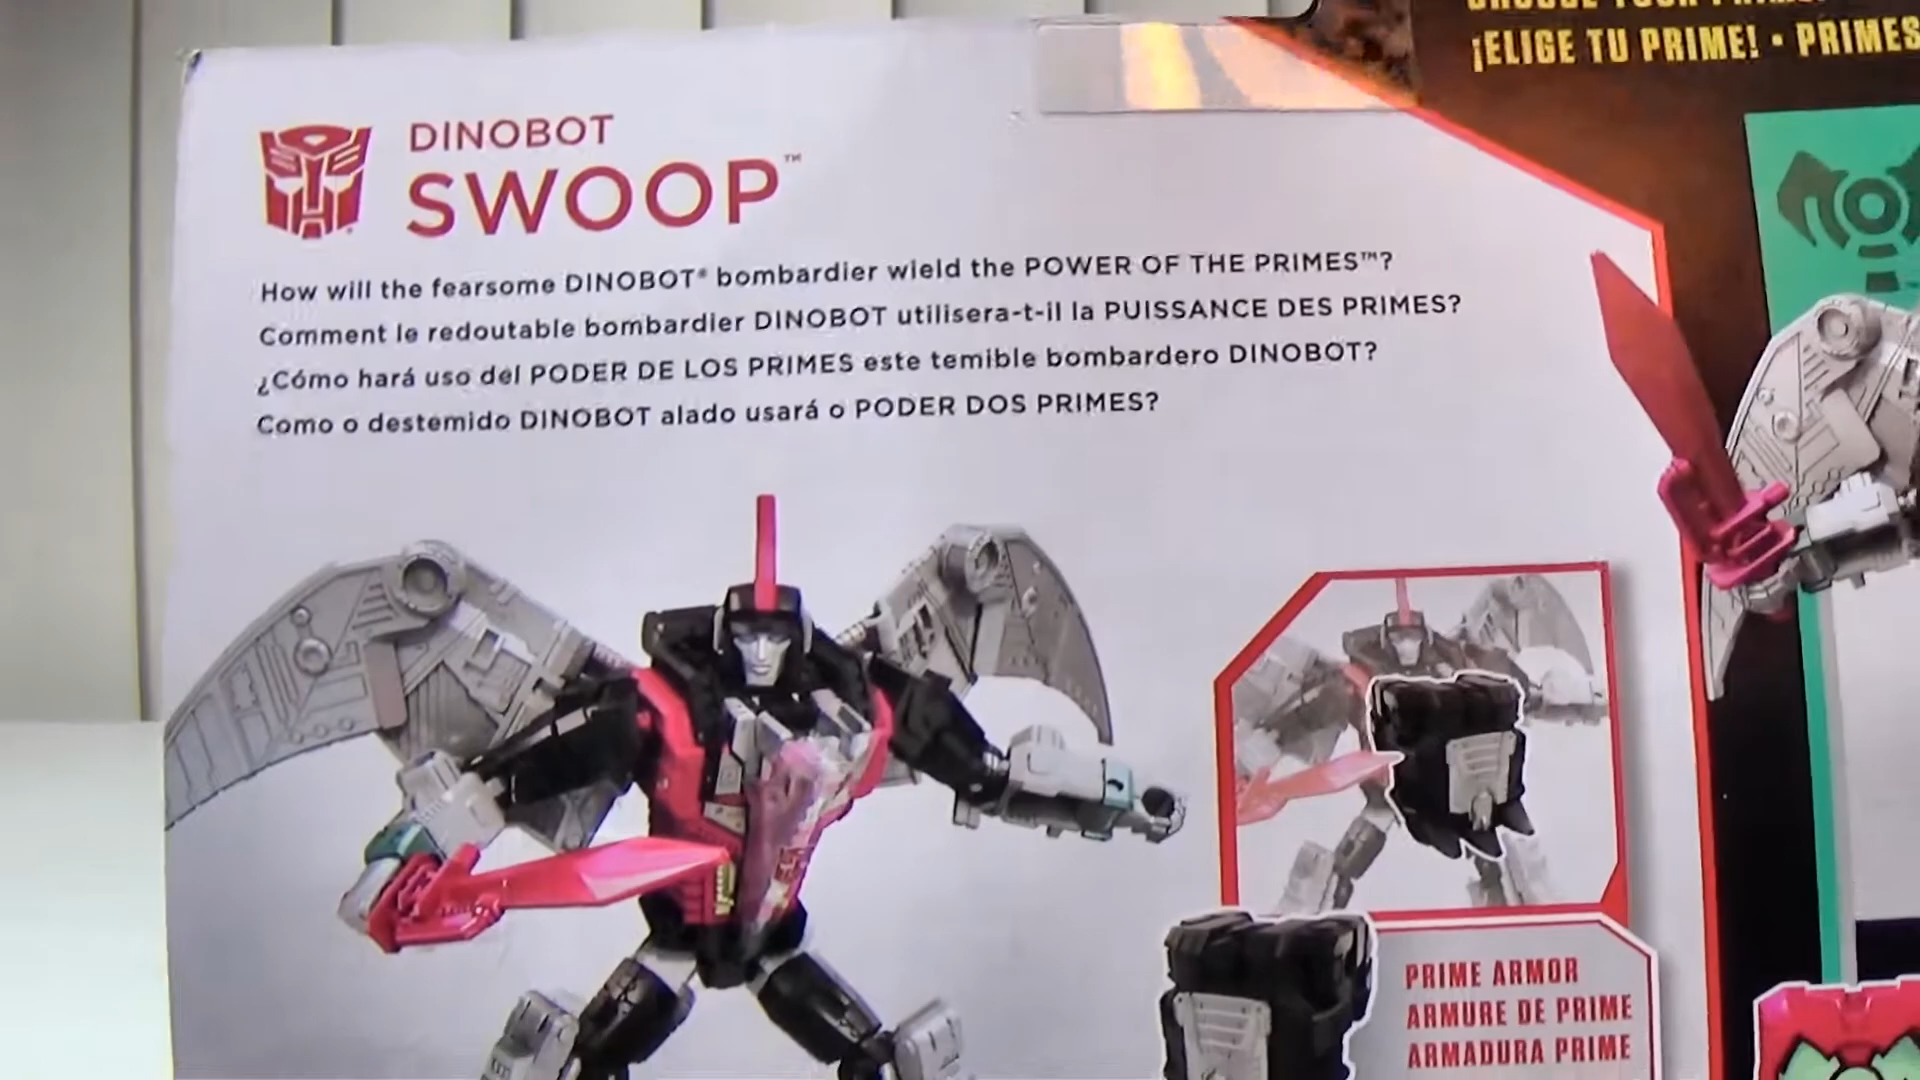 ¡ELIGE TU PRIME! • PRIMES
DINOBOT
SWOOP™
How will the fearsome DINOBOT® bombardier wield the POWER OF THE PRIMES™?
Comment le redoutable bombardier DINOBOT utilisera-t-il la PUISSANCE DES PRIMES?
¿Cómo hará uso del PODER DE LOS PRIMES este temible bombardero DINOBOT?
Como o destemido DINOBOT alado usará o PODER DOS PRIMES?
PRIME ARMOR
ARMURE DE PRIME
ARMADURA PRIME